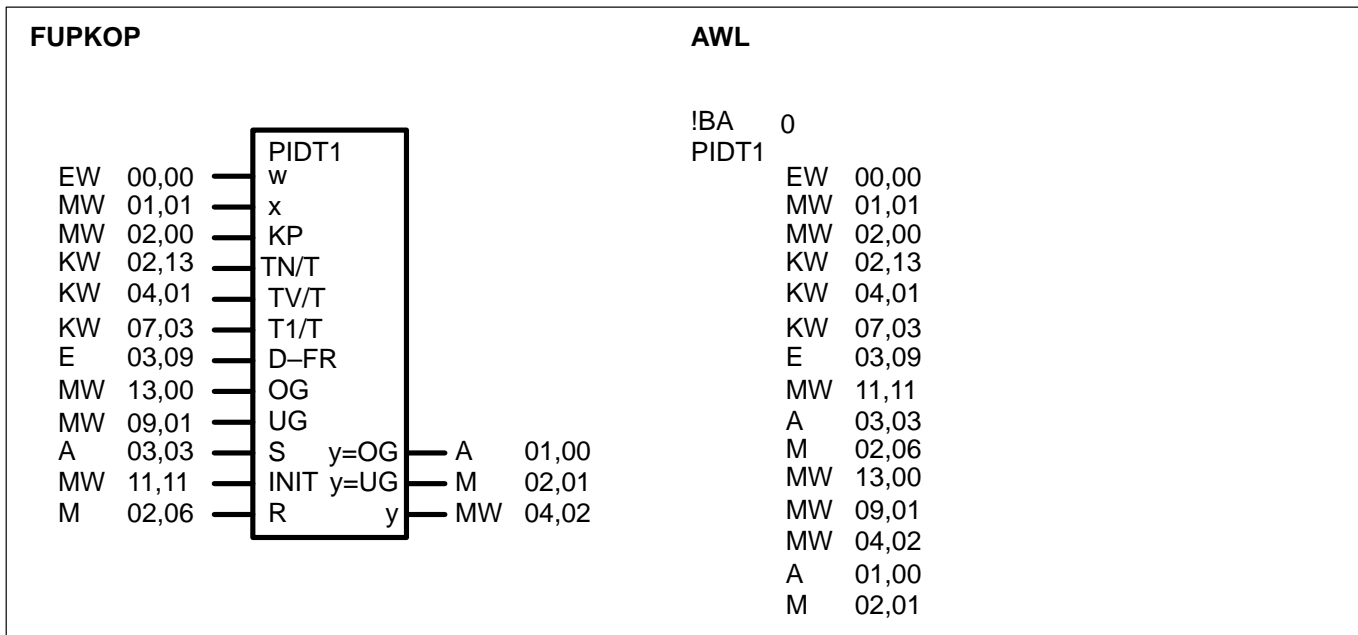 FUPKOP
PIDT1
EW 00,00 w
MW 01,01 x
MW 02,00 KP
KW 02,13 TN/T
KW 04,01 TV/T
KW 07,03 T1/T
E 03,09 D–FR
MW 13,00 OG
MW 09,01 UG
A 03,03 S y=OG A 01,00
MW 11,11 INIT y=UG M 02,01
M 02,06 R y MW 04,02
AWL
!BA 0
PIDT1
EW 00,00
MW 01,01
MW 02,00
KW 02,13
KW 04,01
KW 07,03
E 03,09
MW 11,11
A 03,03
M 02,06
MW 13,00
MW 09,01
MW 04,02
A 01,00
M 02,01